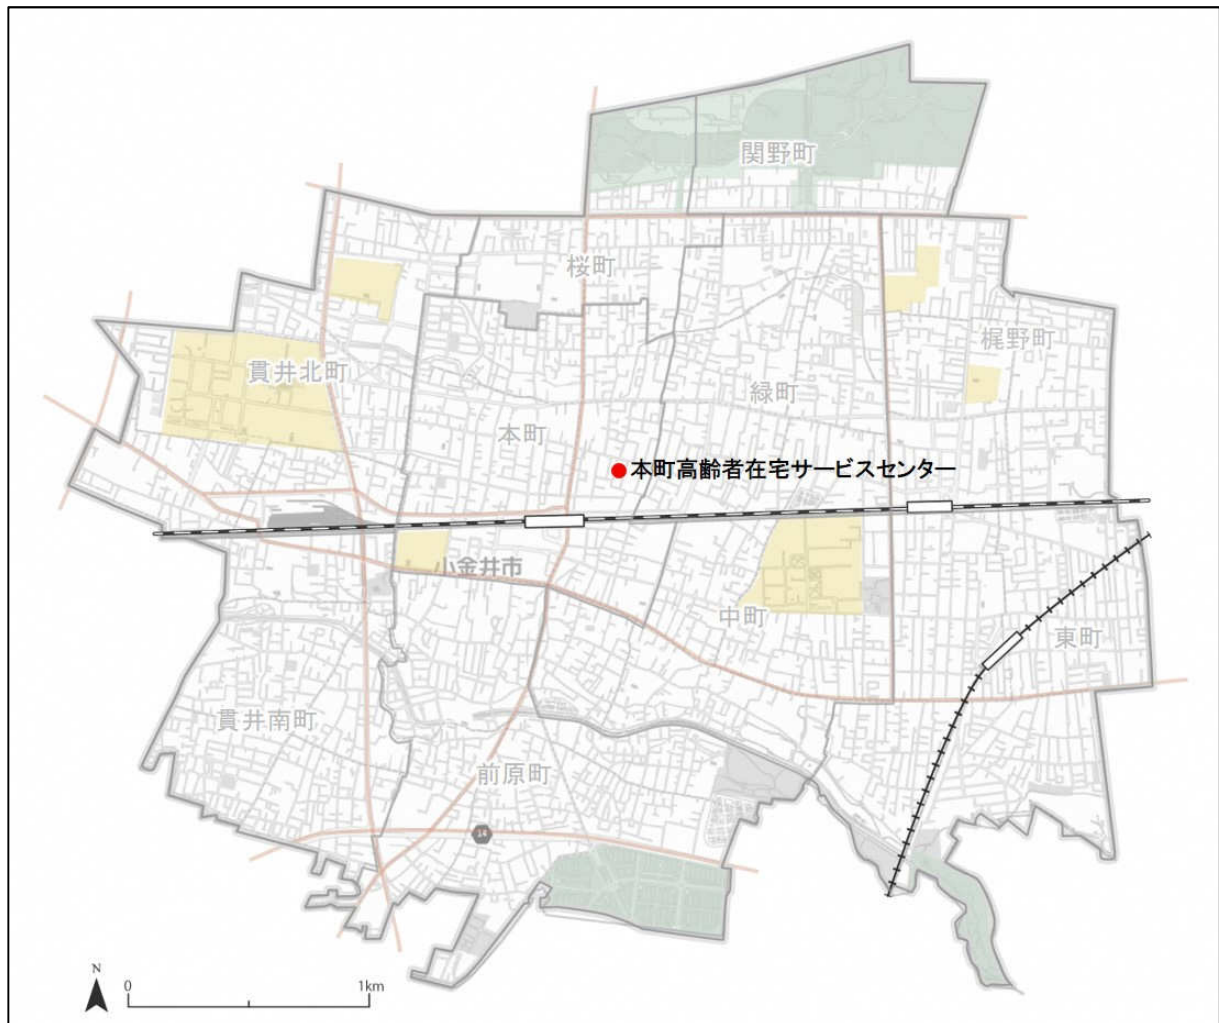 関野町
桜町
梶野町
貫井北町
緑町
本町
本町高齢者在宅サービスセンター
小金井市
中町
東町
貫井南町
前原町
14
N
0
1km